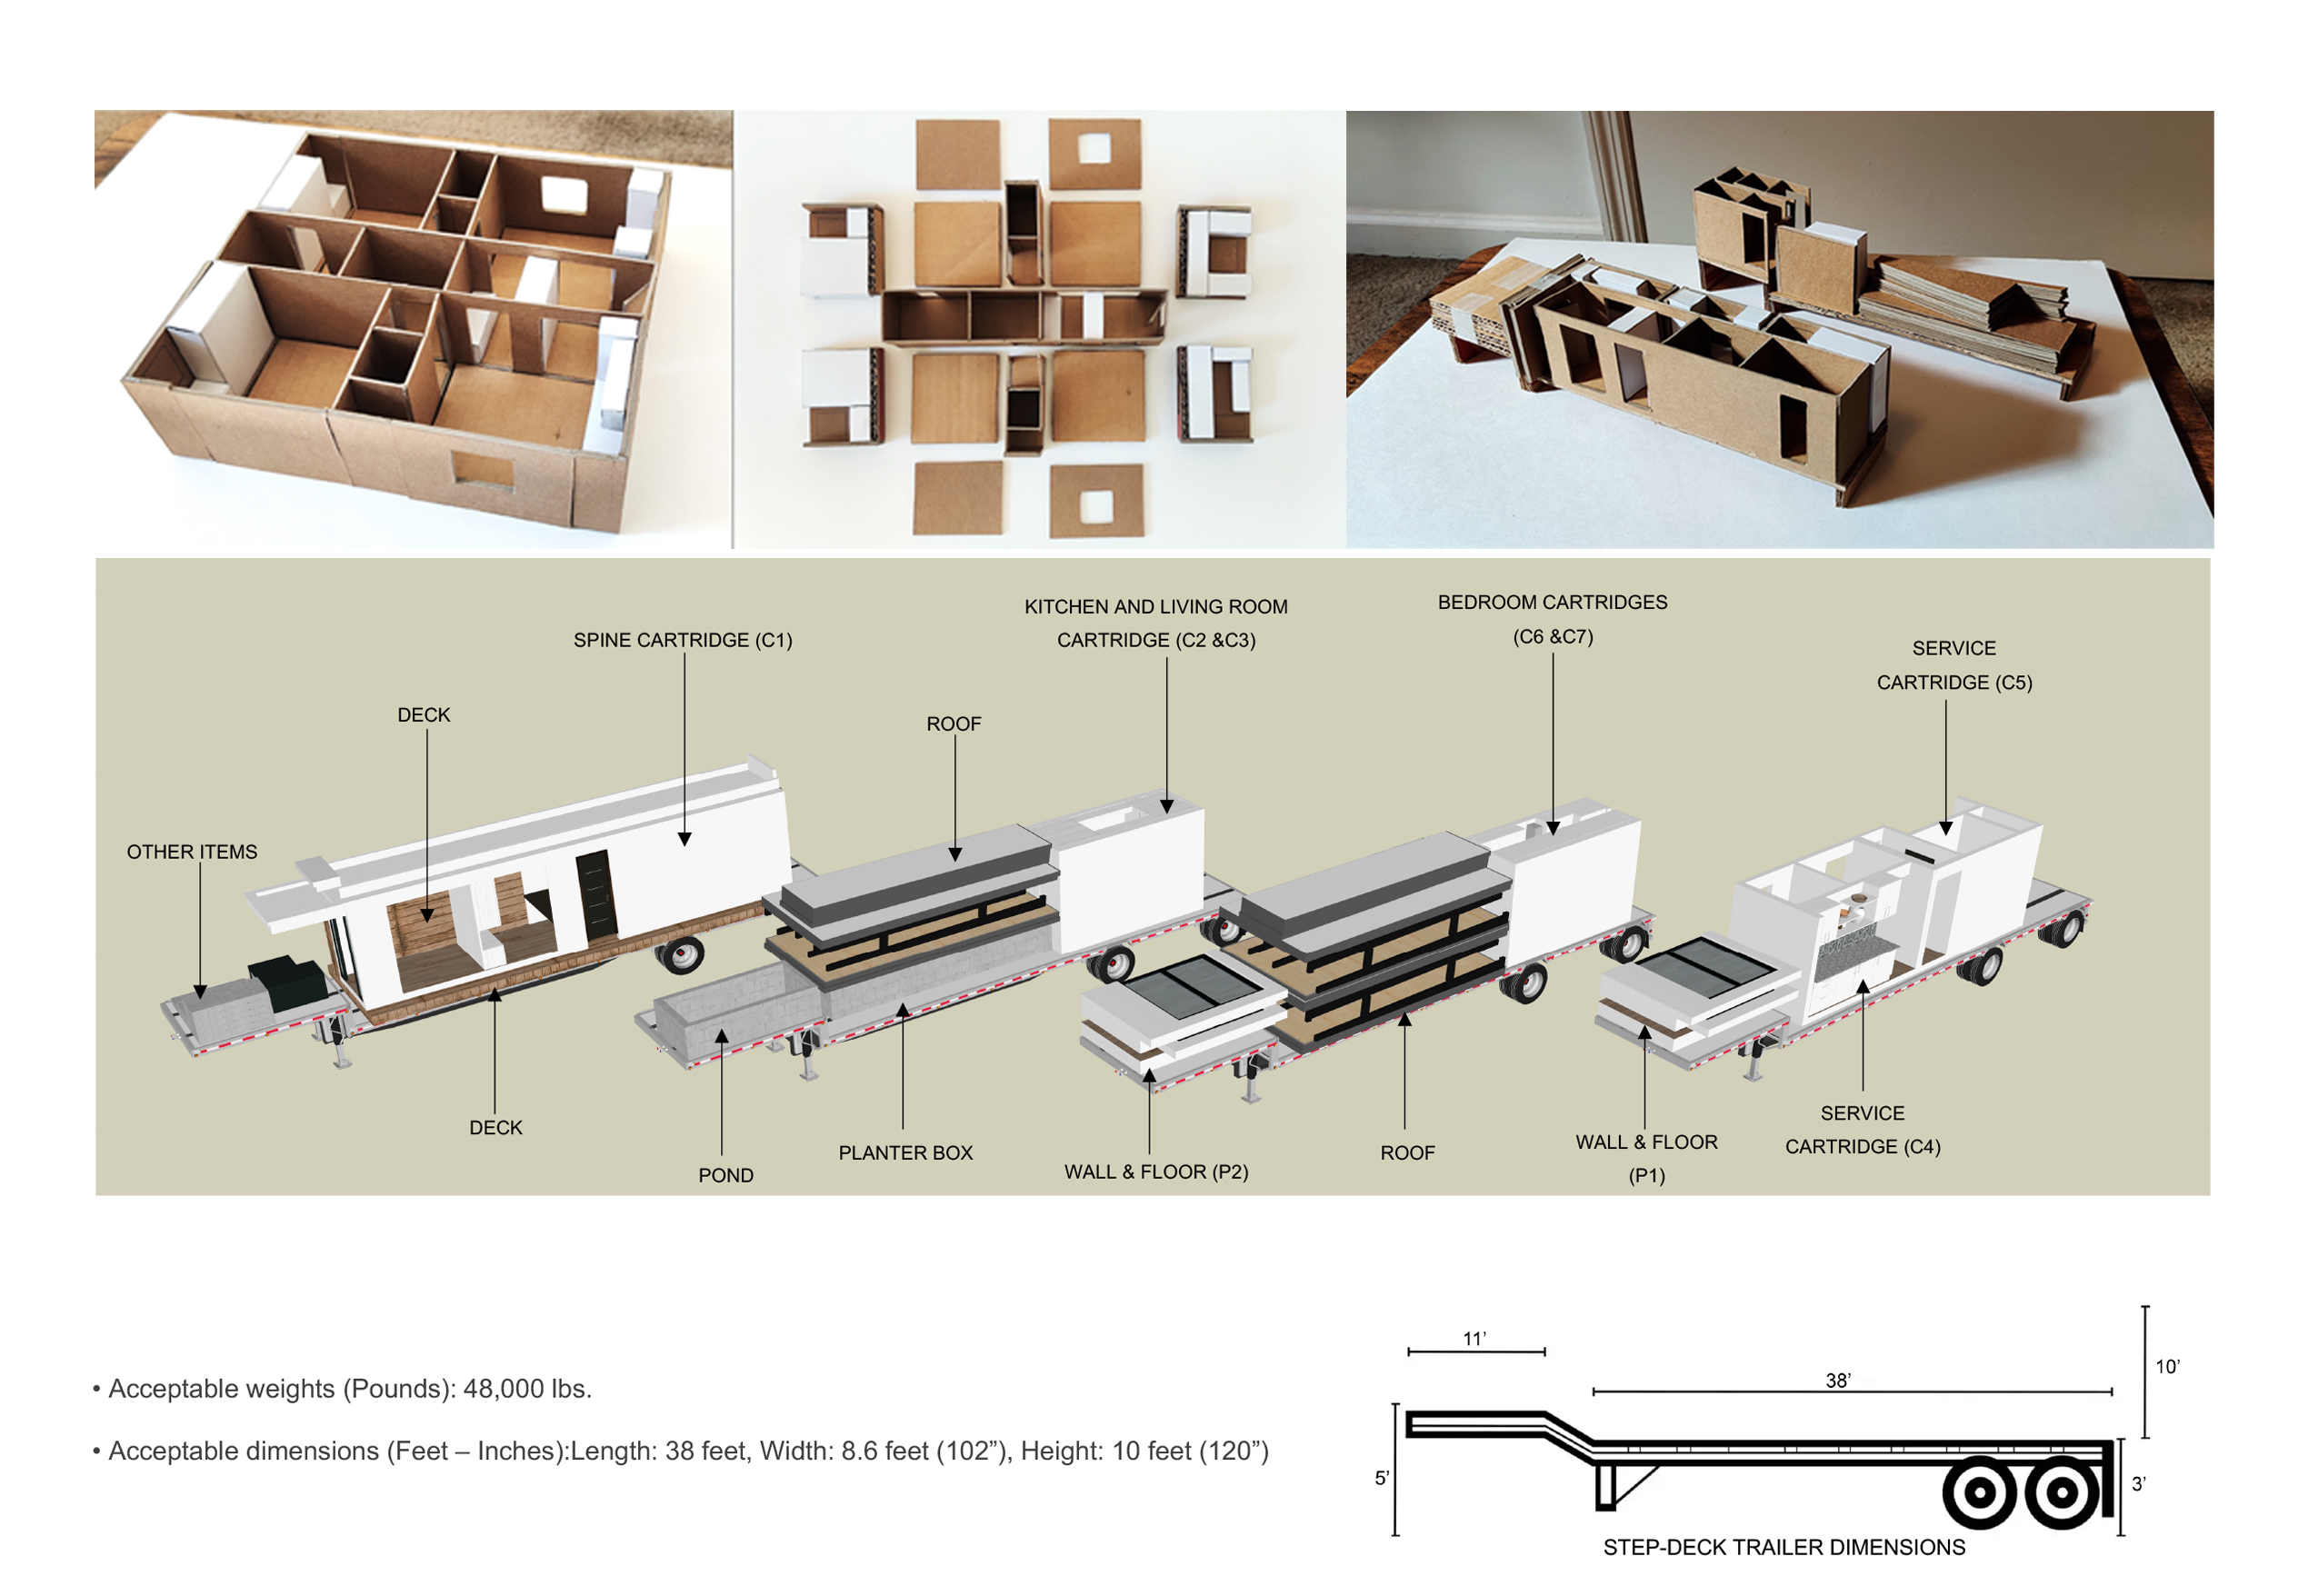 KITCHEN AND LIVING ROOM
CARTRIDGE (C2 &C3)
BEDROOM CARTRIDGES
(C6 &C7)
SPINE CARTRIDGE (C1)
SERVICE
CARTRIDGE (C5)
DECK
ROOF
OTHER ITEMS
DECK
POND
PLANTER BOX
WALL & FLOOR (P2)
ROOF
WALL & FLOOR
(P1)
SERVICE
CARTRIDGE (C4)
• Acceptable weights (Pounds): 48,000 lbs.
• Acceptable dimensions (Feet – Inches):Length: 38 feet, Width: 8.6 feet (102”), Height: 10 feet (120”)
11’
38’
10’
5’
3’
STEP-DECK TRAILER DIMENSIONS